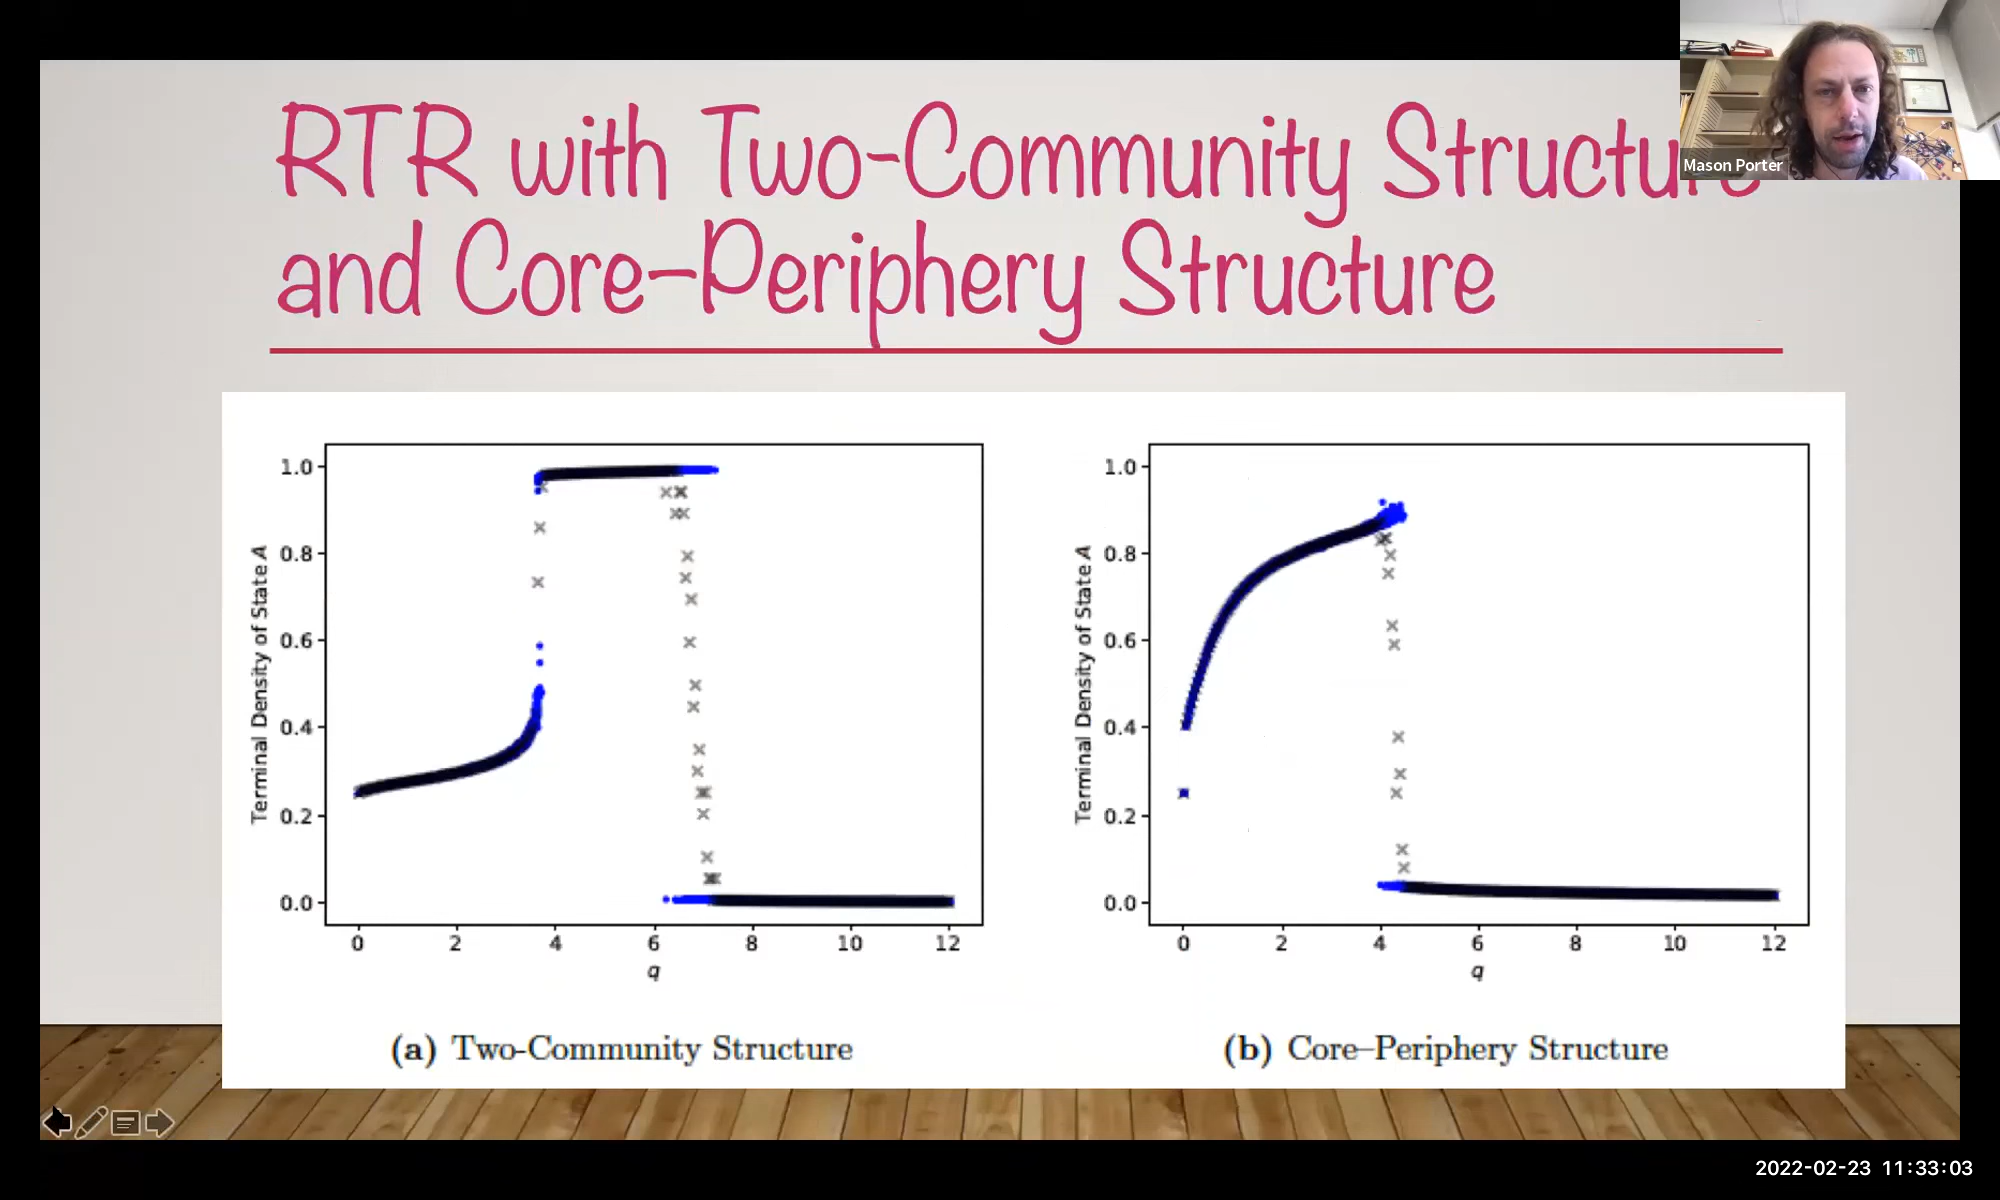 RTR with Two-Community Structure
and Core-Periphery Structure
Mason Porter
Terminal Density of State A
1.0
0.8
0.6
0.4
0.2
0.0
0 2 4 6 8 10 12
q
(a) Two-Community Structure
Terminal Density of State A
1.0
0.8
0.6
0.4
0.2
0.0
0 2 4 6 8 10 12
q
(b) Core–Periphery Structure
2022-02-23 11:33:03